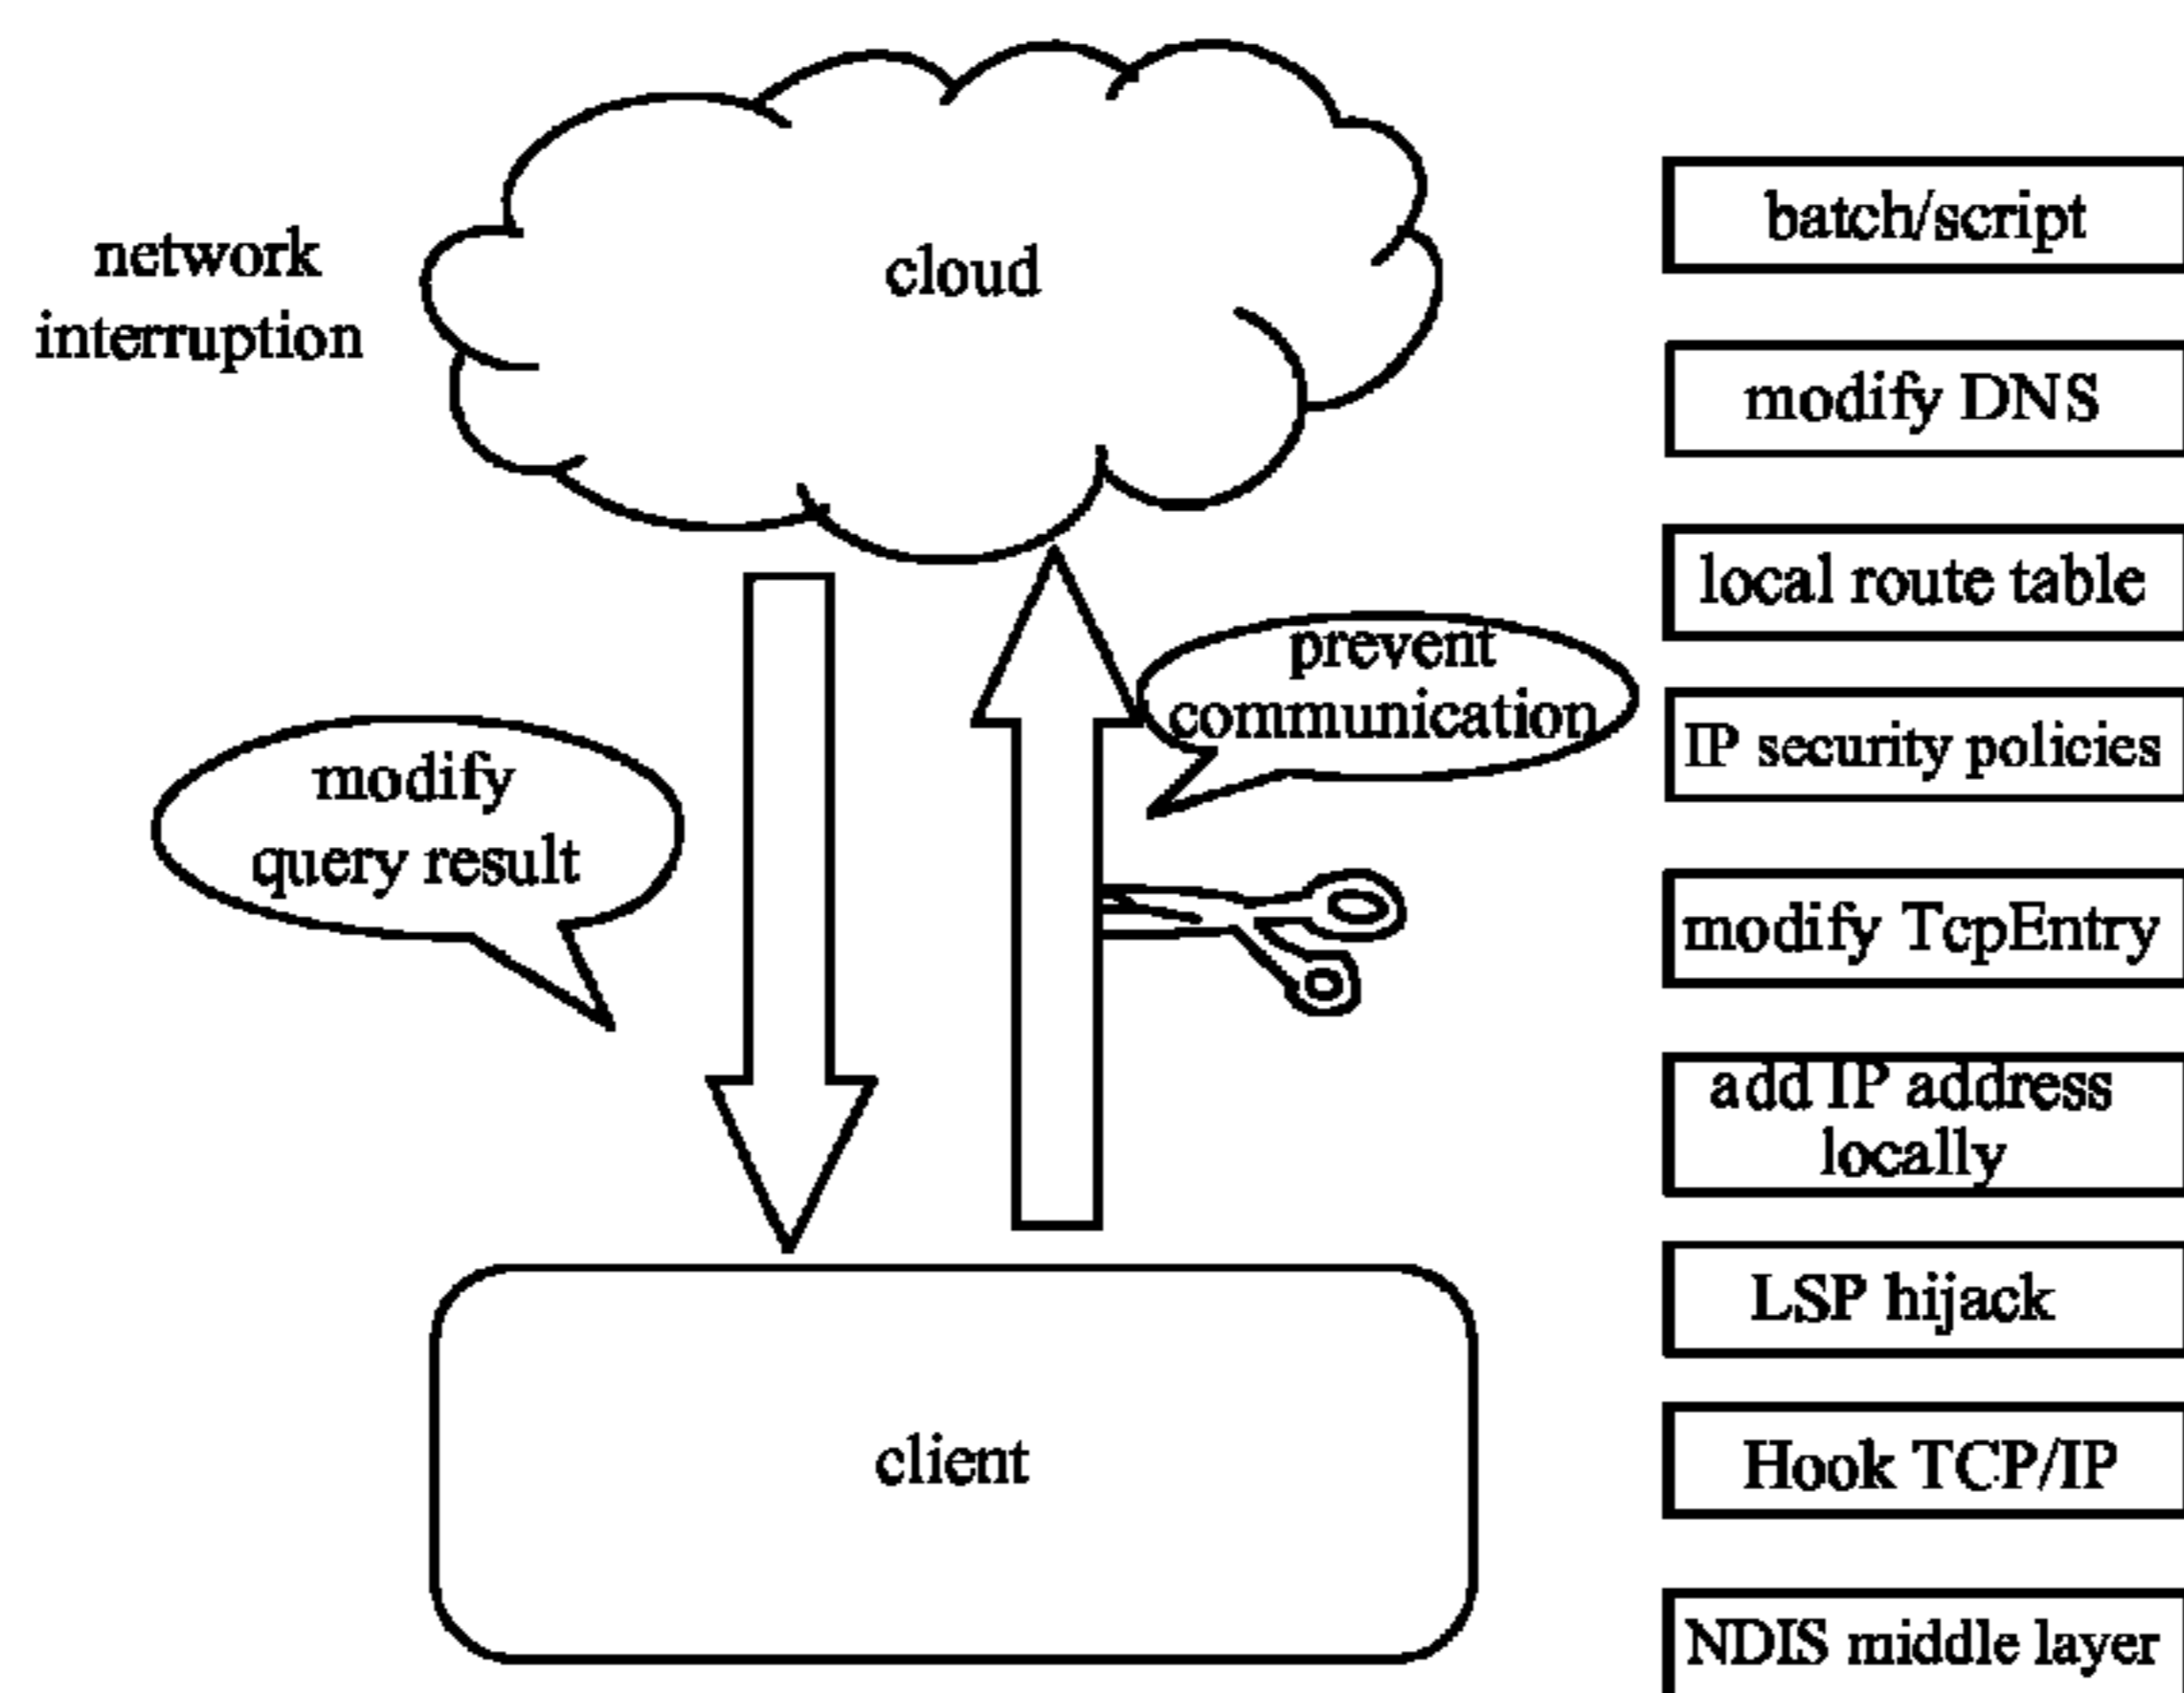 network
interruption
cloud
modify
query result
prevent
communication
client
batch/script
modify DNS
local route table
IP security policies
modify TcpEntry
add IP address
locally
LSP hijack
Hook TCP/IP
NDIS middle layer